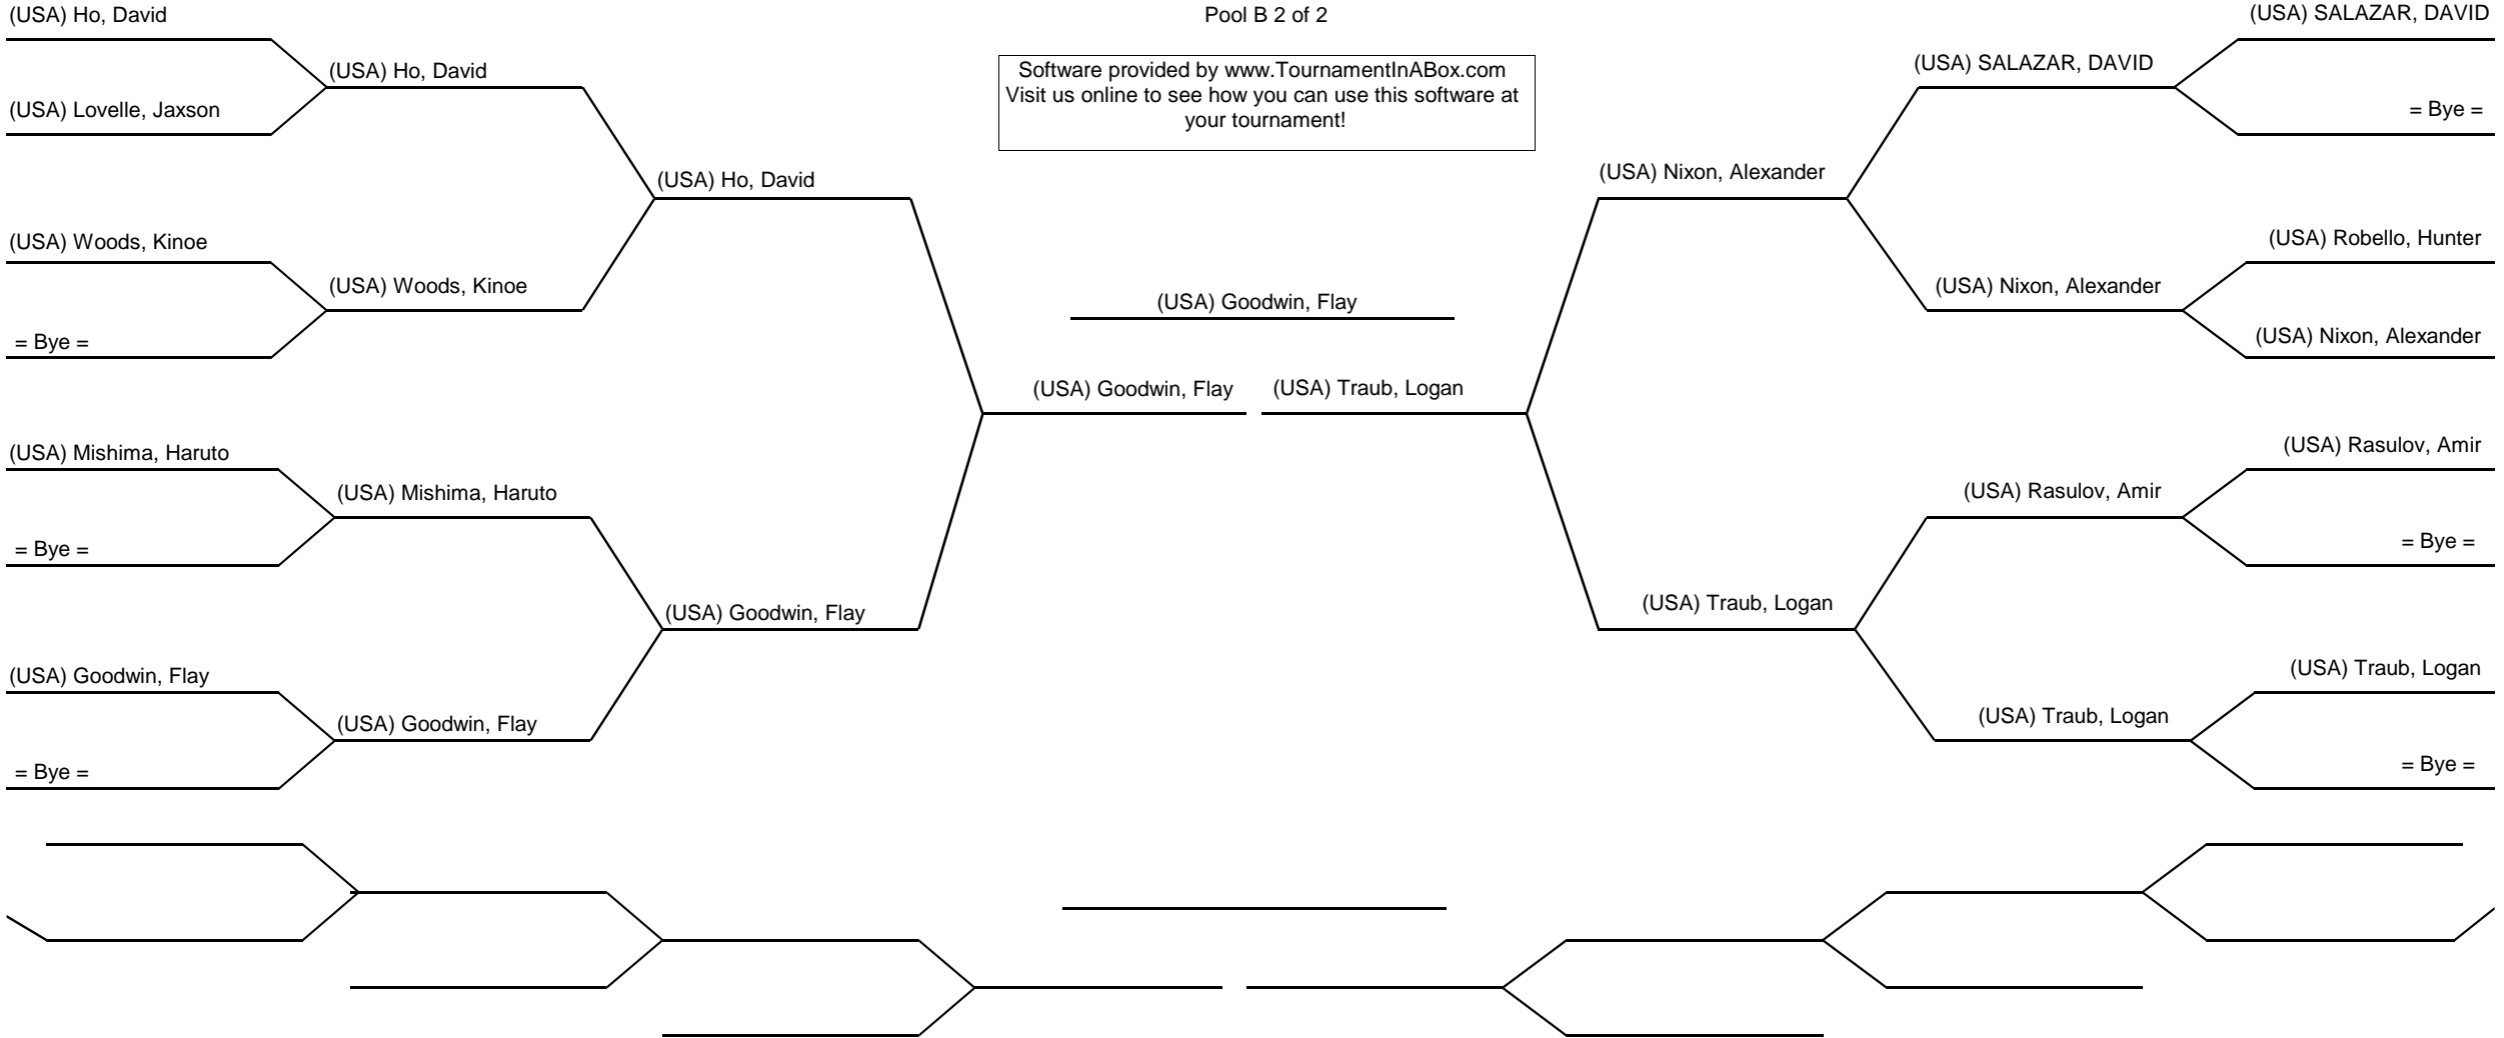 (USA) Ho, David
Pool B 2 of 2
(USA) SALAZAR, DAVID
Software provided by www.TournamentInABox.com
Visit us online to see how you can use this software at
your tournament!
(USA) Ho, David
(USA) SALAZAR, DAVID
(USA) Lovelle, Jaxson
= Bye =
(USA) Ho, David
(USA) Nixon, Alexander
(USA) Woods, Kinoe
(USA) Robello, Hunter
(USA) Woods, Kinoe
(USA) Nixon, Alexander
(USA) Goodwin, Flay
= Bye =
(USA) Nixon, Alexander
(USA) Goodwin, Flay
(USA) Traub, Logan
(USA) Mishima, Haruto
(USA) Rasulov, Amir
(USA) Mishima, Haruto
(USA) Rasulov, Amir
= Bye =
= Bye =
(USA) Goodwin, Flay
(USA) Traub, Logan
(USA) Goodwin, Flay
(USA) Traub, Logan
(USA) Goodwin, Flay
(USA) Traub, Logan
= Bye =
= Bye =